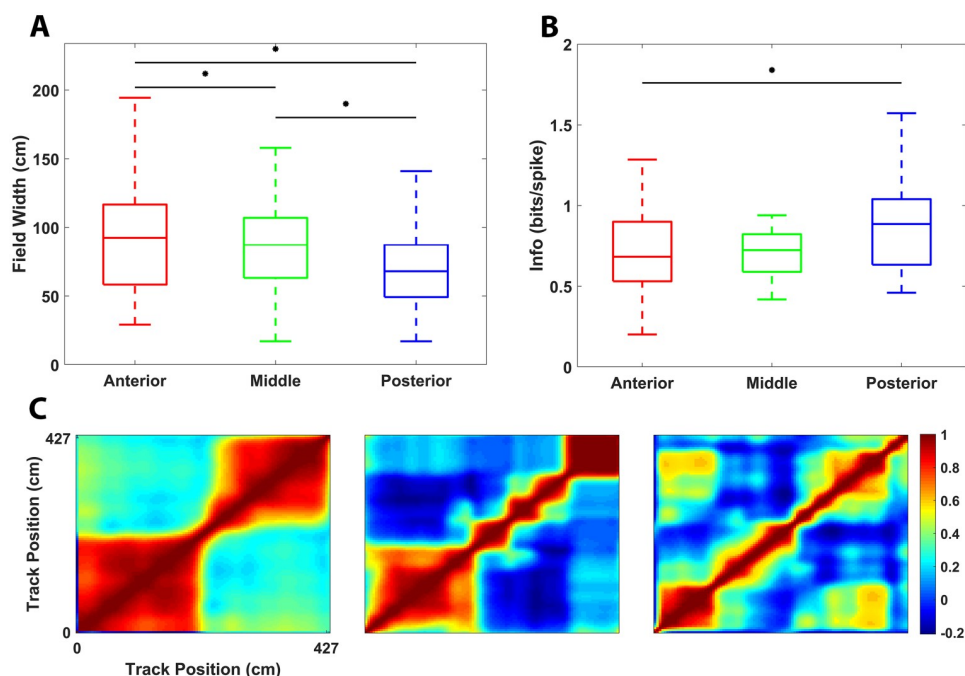 A
Field Width (cm)
200
150
100
50
0
Anterior Middle Posterior
B
Info (bits/spike)
2
1.5
1
0.5
0
Anterior Middle Posterior
C
Track Position (cm)
427
0
0 427
Track Position (cm)
1
0.8
0.6
0.4
0.2
0
-0.2